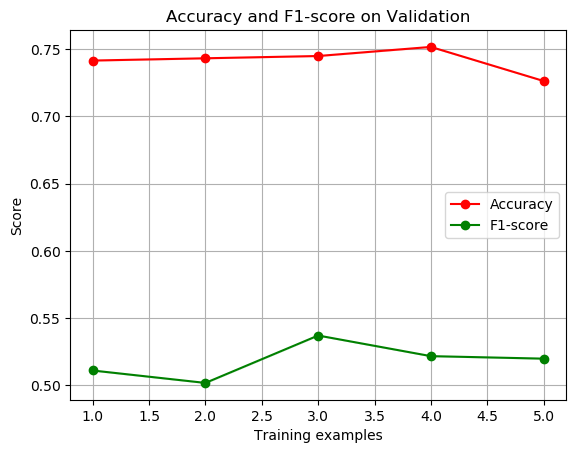 Accuracy and F1-score on Validation
Score
0.75
0.70
0.65
0.60
0.55
0.50
Accuracy
F1-score
1.0 1.5 2.0 2.5 3.0 3.5 4.0 4.5 5.0
Training examples